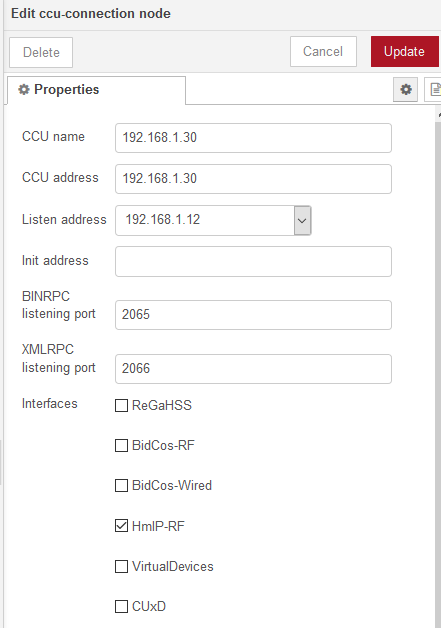 Edit ccu-connection node
Delete
Cancel
Update
Properties
CCU name
192.168.1.30
CCU address
192.168.1.30
Listen address
192.168.1.12
Init address
BINRPC
listening port
2065
XMLRPC
listening port
2066
Interfaces
ReGaHSS
BidCos-RF
BidCos-Wired
HmIP-RF
VirtualDevices
CUxD